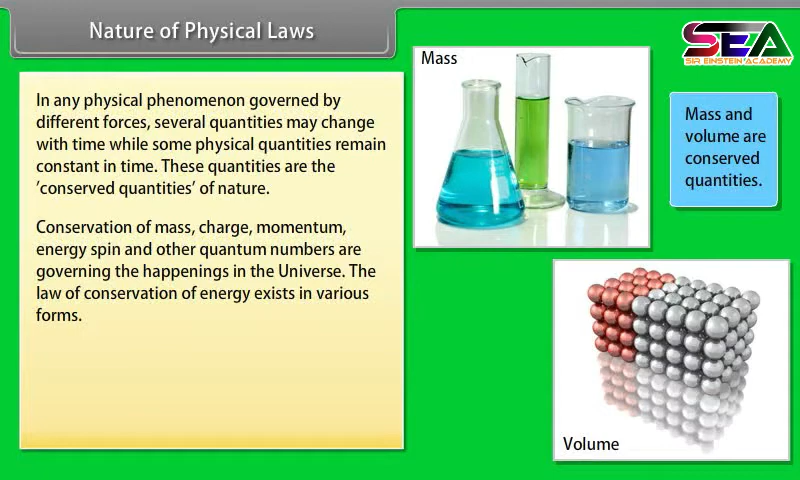 Nature of Physical Laws
SEA
SIR EINSTEIN ACADEMY
In any physical phenomenon governed by
different forces, several quantities may change
with time while some physical quantities remain
constant in time. These quantities are the
‘conserved quantities’ of nature.
Conservation of mass, charge, momentum,
energy spin and other quantum numbers are
governing the happenings in the Universe. The
law of conservation of energy exists in various
forms.
Mass
Mass and
volume are
conserved
quantities.
Volume